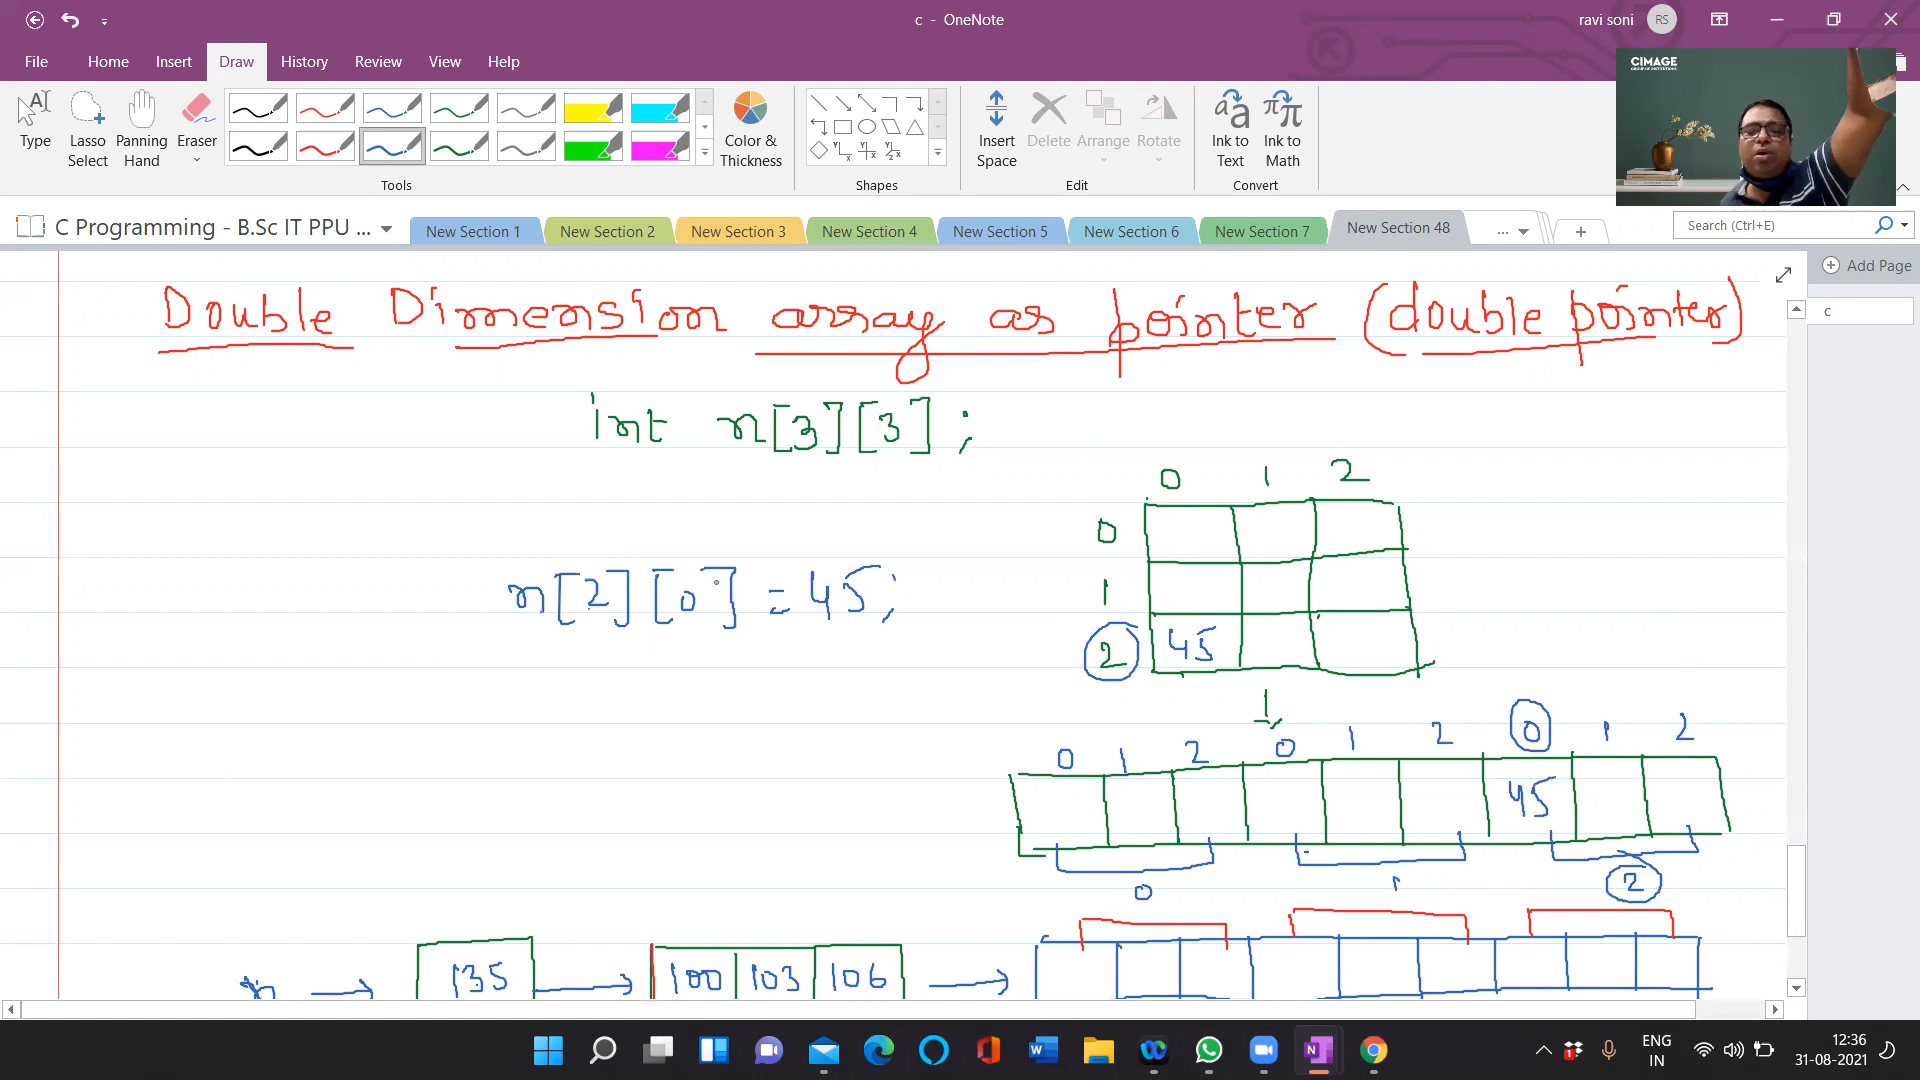 c - OneNote
ravi soni RS
File Home Insert Draw History Review View Help
CIMAGE
GROUP OF INSTITUTIONS
Type Lasso Select Panning Hand Eraser
Color & Thickness
Insert Space Delete Arrange Rotate
Ink to Text Ink to Math
Tools Shapes Edit Convert
C Programming - B.Sc IT PPU ... New Section 1 New Section 2 New Section 3 New Section 4 New Section 5 New Section 6 New Section 7 New Section 48 ... + Search (Ctrl+E)
Add Page
c
Double Dimension array as pointer (double pointer)
int n[3][3];
0 1 2
0
n[2][0] = 45;
1
2 45
0 1 2 0 1 2 0 1 2
45
0 1 2
*n 135 100 103 106
ENG
IN
12:36
31-08-2021